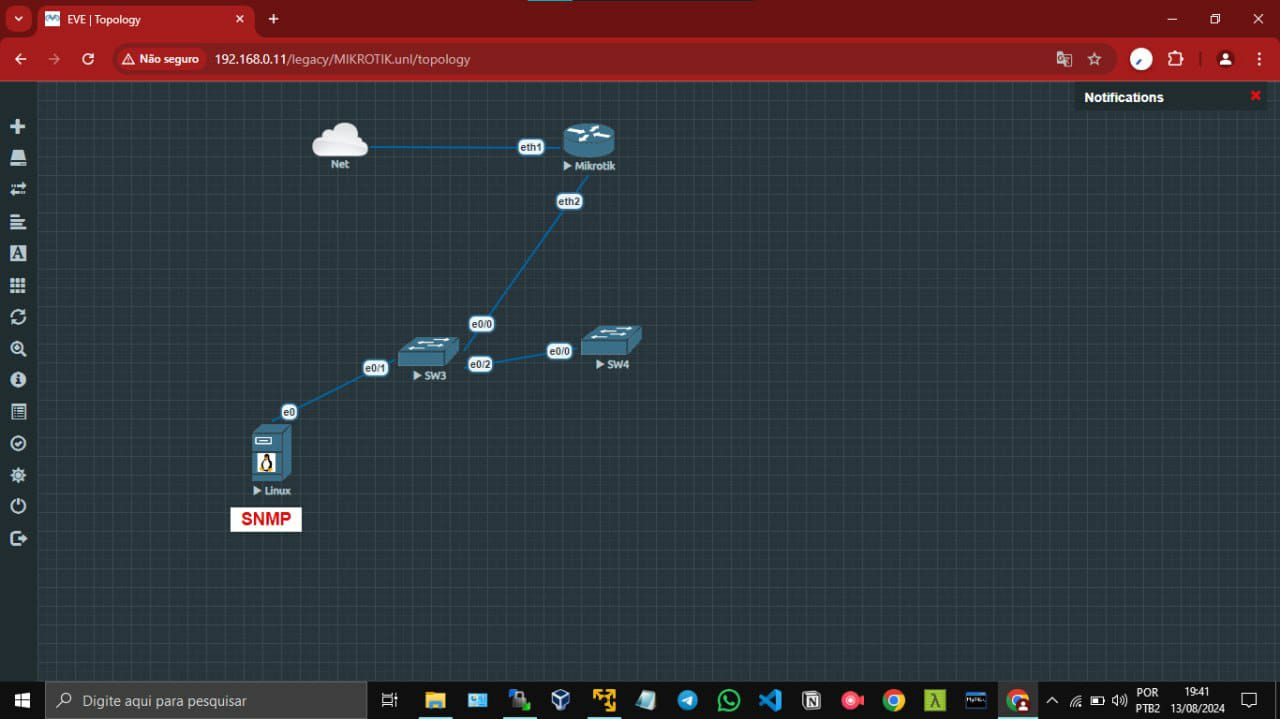 EVE | Topology
Não seguro
192.168.0.11/legacy/MIKROTIK.unl/topology
Notifications
Net
eth1
Mikrotik
eth2
e0/0
e0/0
e0/1
SW3
e0/2
SW4
e0
Linux
SNMP
Digite aqui para pesquisar
POR
PTB2
19:41
13/08/2024